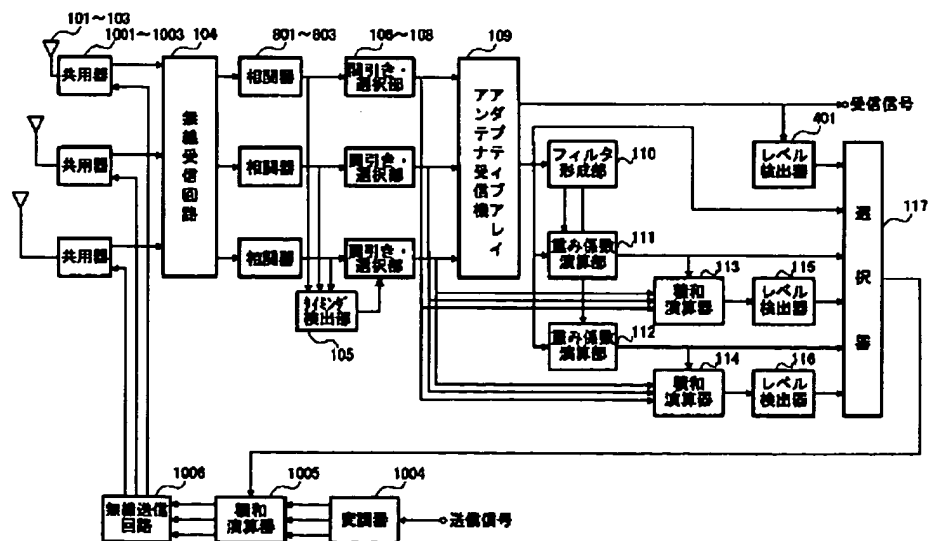 101～103
1001～1003
104
801～803
106～108
109
共用器
共用器
共用器
無線受信回路
相関器
相関器
相関器
間引き・
選択部
間引き・
選択部
間引き・
選択部
タイミング
検出部
105
アダプティブアレイ
アンテナ受信機
フィルタ
形成部
110
重み係数
演算部
111
重み係数
演算部
112
積和
演算器
113
積和
演算器
114
レベル
検出器
115
レベル
検出器
116
受信信号
401
レベル
検出器
選択器
117
1006
無線送信
回路
1005
積和
演算器
1004
変調器
送信信号